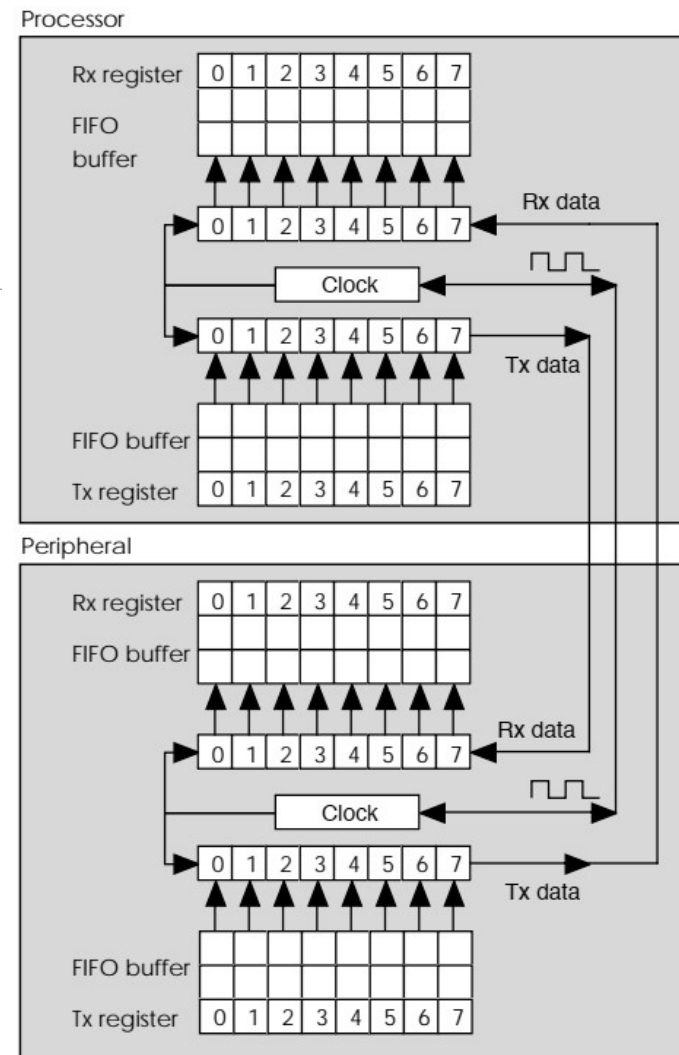 Processor
Rx register 0 1 2 3 4 5 6 7
FIFO
buffer
Rx data
0 1 2 3 4 5 6 7
Clock
0 1 2 3 4 5 6 7
Tx data
FIFO buffer
Tx register 0 1 2 3 4 5 6 7
Peripheral
Rx register 0 1 2 3 4 5 6 7
FIFO buffer
Rx data
0 1 2 3 4 5 6 7
Clock
0 1 2 3 4 5 6 7
Tx data
FIFO buffer
Tx register 0 1 2 3 4 5 6 7